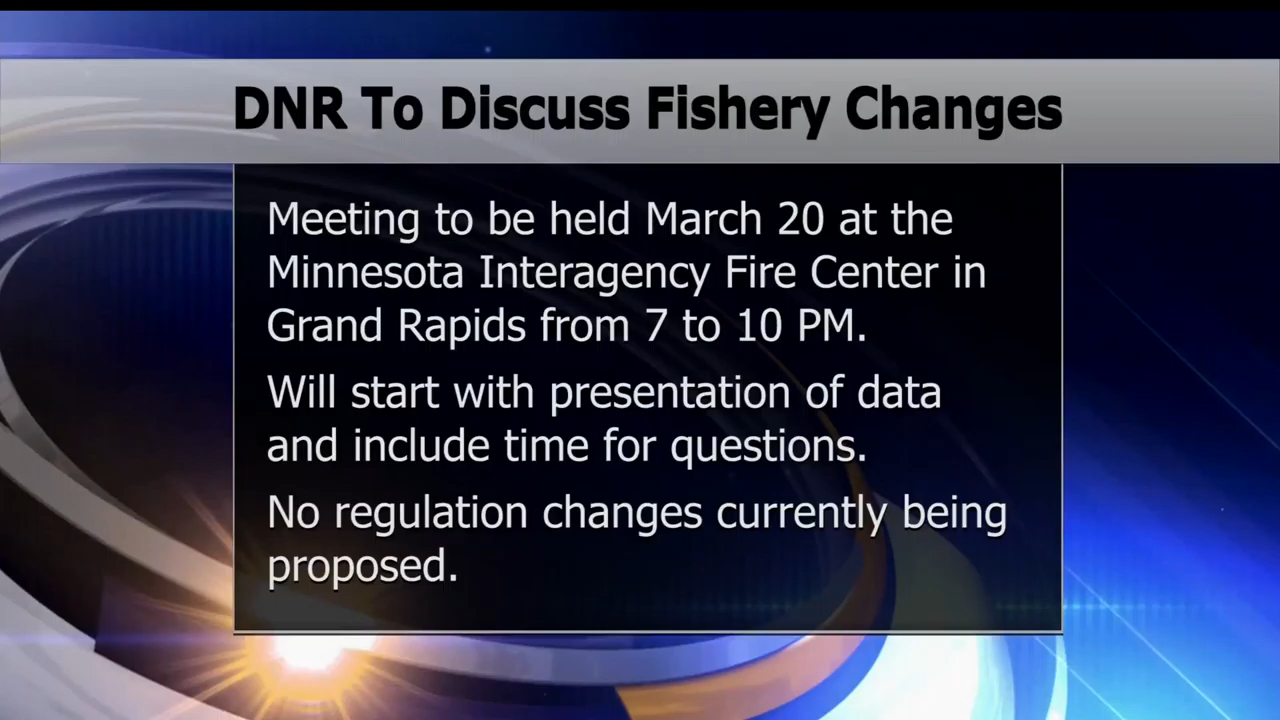 DNR To Discuss Fishery Changes
Meeting to be held March 20 at the
Minnesota Interagency Fire Center in
Grand Rapids from 7 to 10 PM.
Will start with presentation of data
and include time for questions.
No regulation changes currently being
proposed.